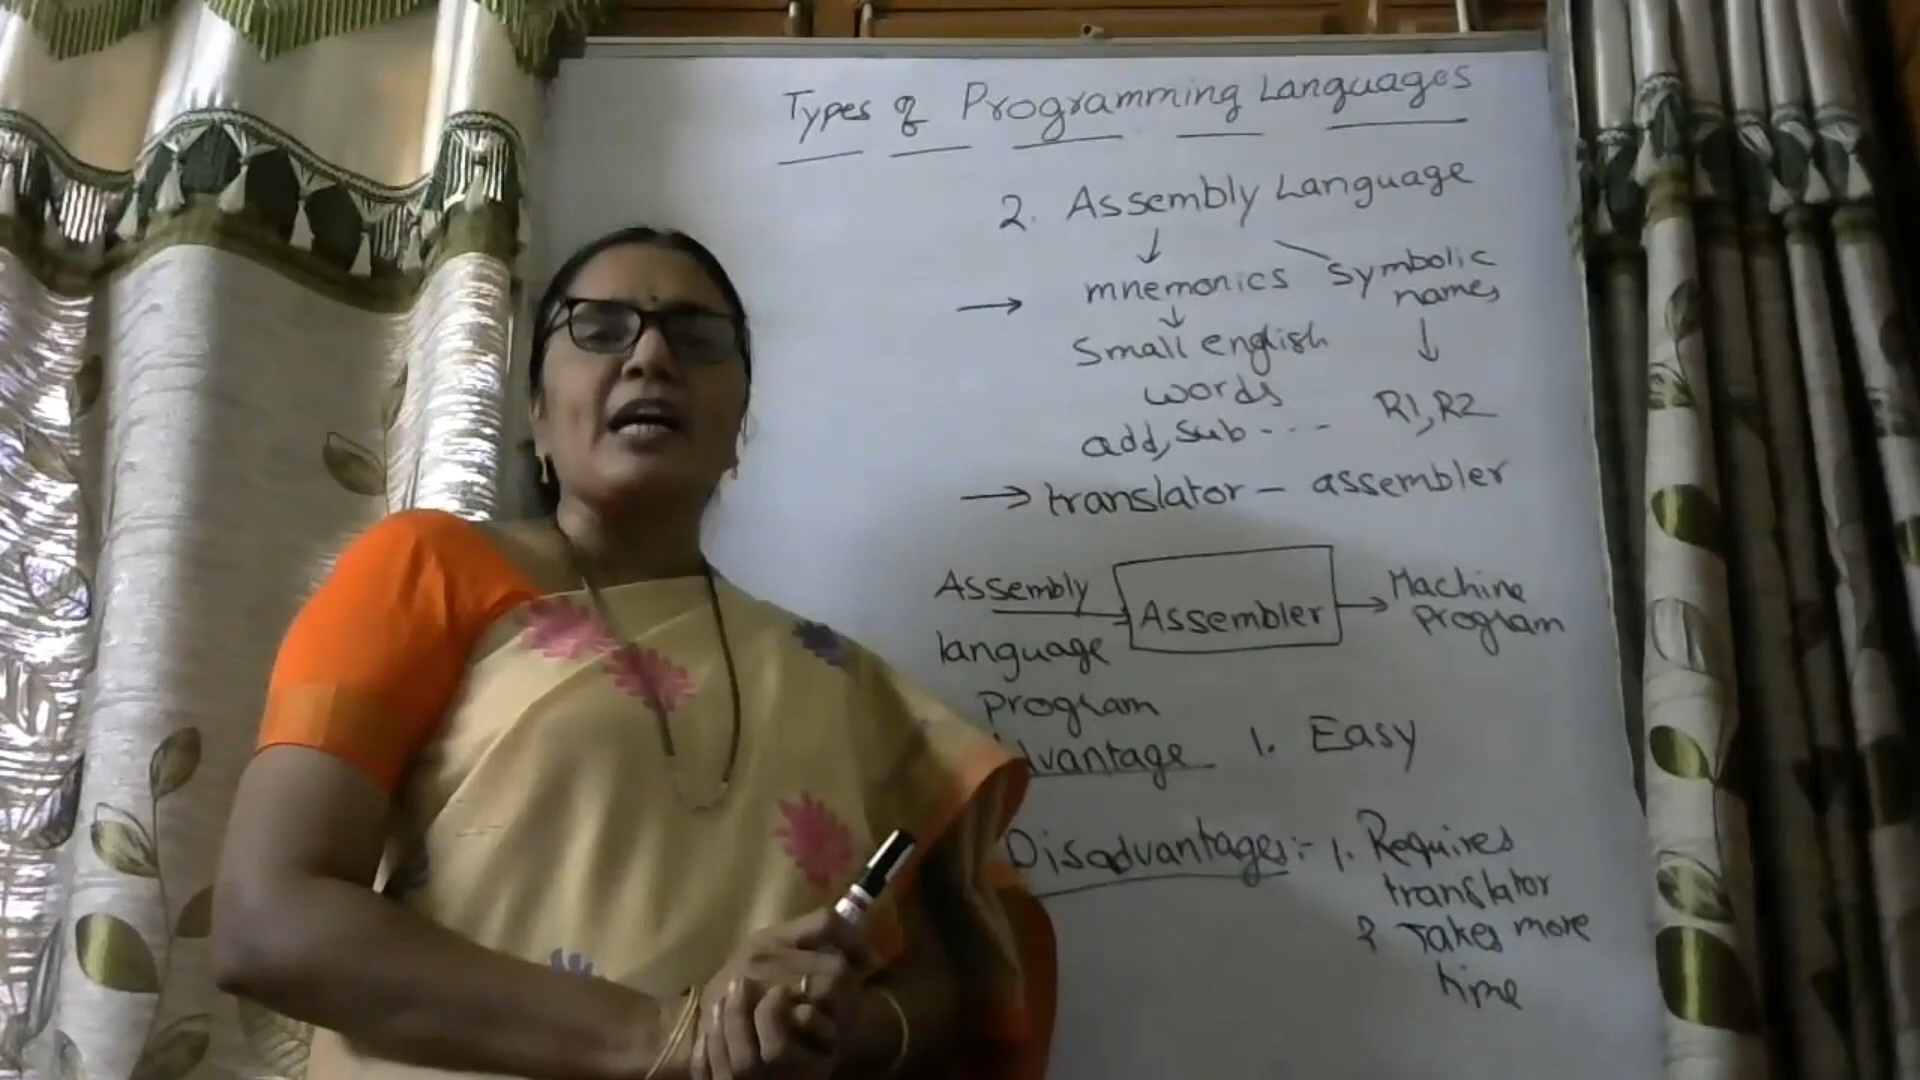 Types of Programming Languages
2. Assembly Language
mnemonics symbolic names
small english words
add, sub - - - R1, R2
translator - assembler
Assembly language program
Assembler
Machine program
dvantage 1. Easy
Disadvantages:- 1. Requires
translator
2 Takes more
time